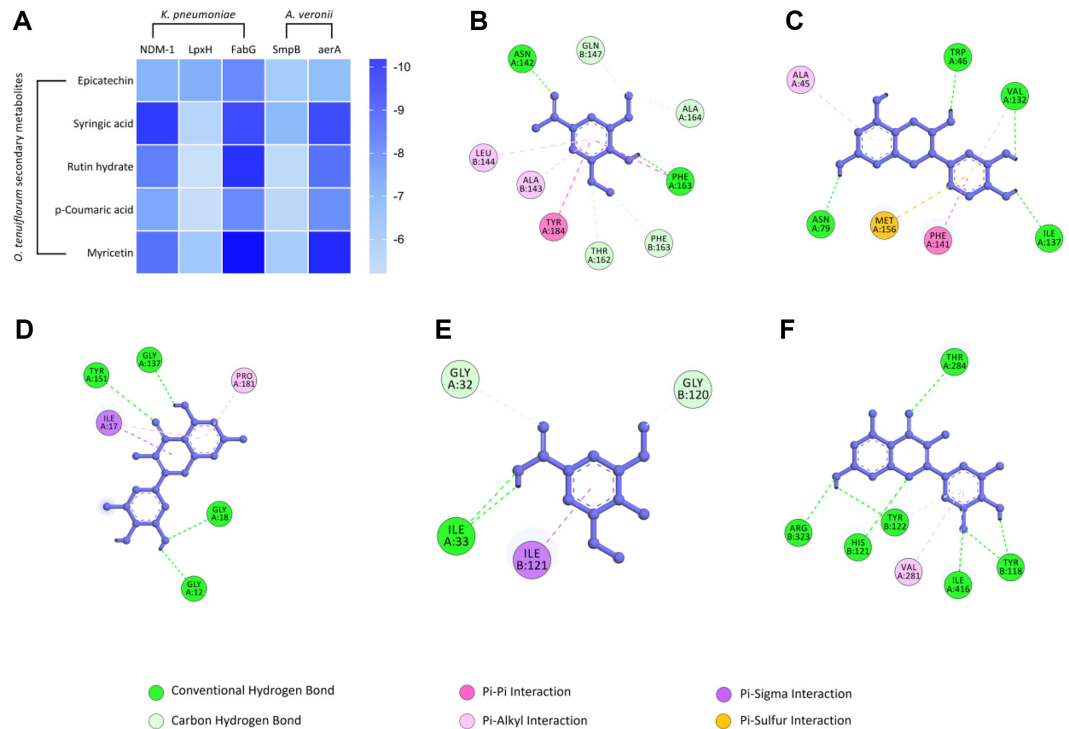 A
K. pneumoniae
A. veronii
NDM-1 LpxH FabG SmpB aerA
O. tenuiflorum secondary metabolites
Epicatechin
Syringic acid
Rutin hydrate
p-Coumaric acid
Myricetin
-10
-9
-8
-7
-6
B
ASN
A:142
GLN
B:147
ALA
A:164
LEU
B:144
ALA
B:143
PHE
A:163
TYR
A:184
THR
A:162
PHE
B:163
C
TRP
A:46
ALA
A:45
VAL
A:132
ASN
A:79
MET
A:156
PHE
A:141
ILE
A:137
D
GLY
A:137
TYR
A:151
PRO
A:181
ILE
A:17
GLY
A:18
GLY
A:12
E
GLY
A:32
GLY
B:120
ILE
A:33
ILE
B:121
F
THR
A:284
ARG
B:323
TYR
B:122
HIS
B:121
VAL
A:281
ILE
A:416
TYR
B:118
Conventional Hydrogen Bond
Pi-Pi Interaction
Pi-Sigma Interaction
Carbon Hydrogen Bond
Pi-Alkyl Interaction
Pi-Sulfur Interaction